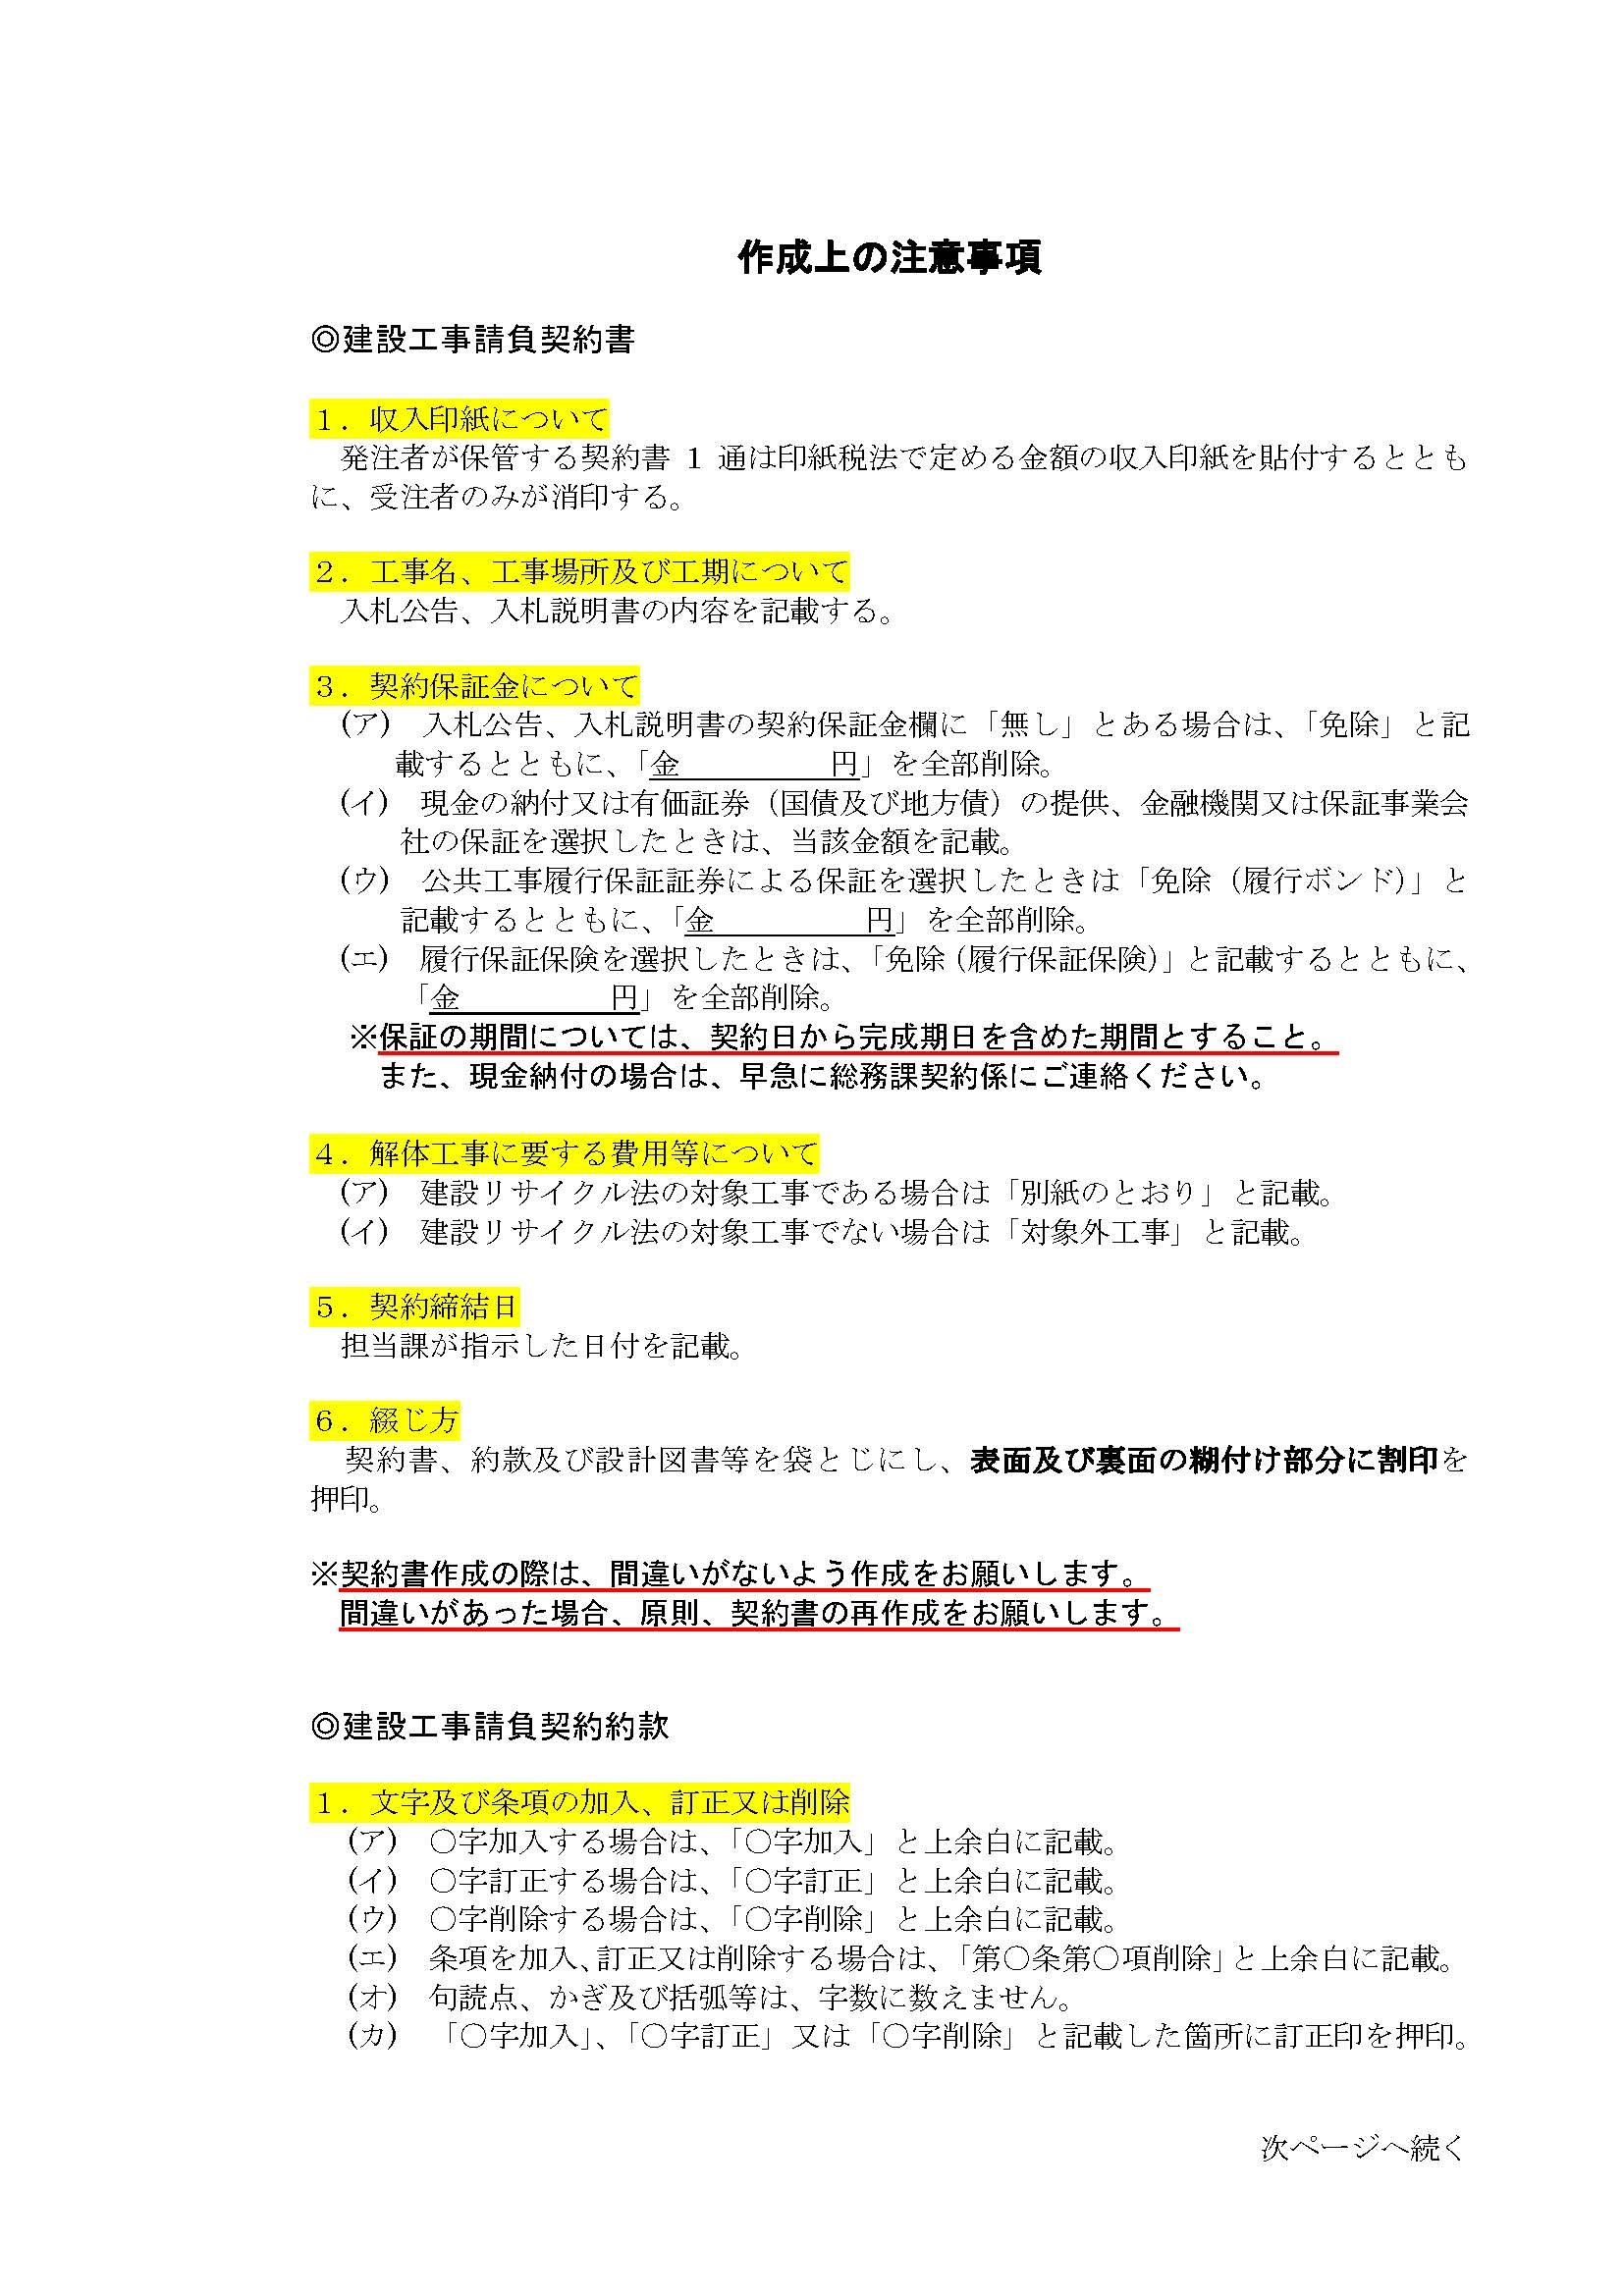 作成上の注意事項
◎建設工事請負契約書
１．収入印紙について
発注者が保管する契約書 1 通は印紙税法で定める金額の収入印紙を貼付するととも
に、受注者のみが消印する。
２．工事名、工事場所及び工期について
入札公告、入札説明書の内容を記載する。
３．契約保証金について
(ア)　入札公告、入札説明書の契約保証金欄に「無し」とある場合は、「免除」と記
載するとともに、「金　　　　　円」を全部削除。
(イ)　現金の納付又は有価証券（国債及び地方債）の提供、金融機関又は保証事業会
社の保証を選択したときは、当該金額を記載。
(ウ)　公共工事履行保証証券による保証を選択したときは「免除（履行ボンド）」と
記載するとともに、「金　　　　　円」を全部削除。
(エ)　履行保証保険を選択したときは、「免除（履行保証保険）」と記載するとともに、
「金　　　　　円」を全部削除。
※保証の期間については、契約日から完成期日を含めた期間とすること。
また、現金納付の場合は、早急に総務課契約係にご連絡ください。
４．解体工事に要する費用等について
(ア)　建設リサイクル法の対象工事である場合は「別紙のとおり」と記載。
(イ)　建設リサイクル法の対象工事でない場合は「対象外工事」と記載。
５．契約締結日
担当課が指示した日付を記載。
６．綴じ方
契約書、約款及び設計図書等を袋とじにし、表面及び裏面の糊付け部分に割印を
押印。
※契約書作成の際は、間違いがないよう作成をお願いします。
間違いがあった場合、原則、契約書の再作成をお願いします。
◎建設工事請負契約約款
１．文字及び条項の加入、訂正又は削除
(ア)　〇字加入する場合は、「〇字加入」と上余白に記載。
(イ)　〇字訂正する場合は、「〇字訂正」と上余白に記載。
(ウ)　〇字削除する場合は、「〇字削除」と上余白に記載。
(エ)　条項を加入、訂正又は削除する場合は、「第〇条第〇項削除」と上余白に記載。
(オ)　句読点、かぎ及び括弧等は、字数に数えません。
(カ)　「〇字加入」、「〇字訂正」又は「〇字削除」と記載した箇所に訂正印を押印。
次ページへ続く